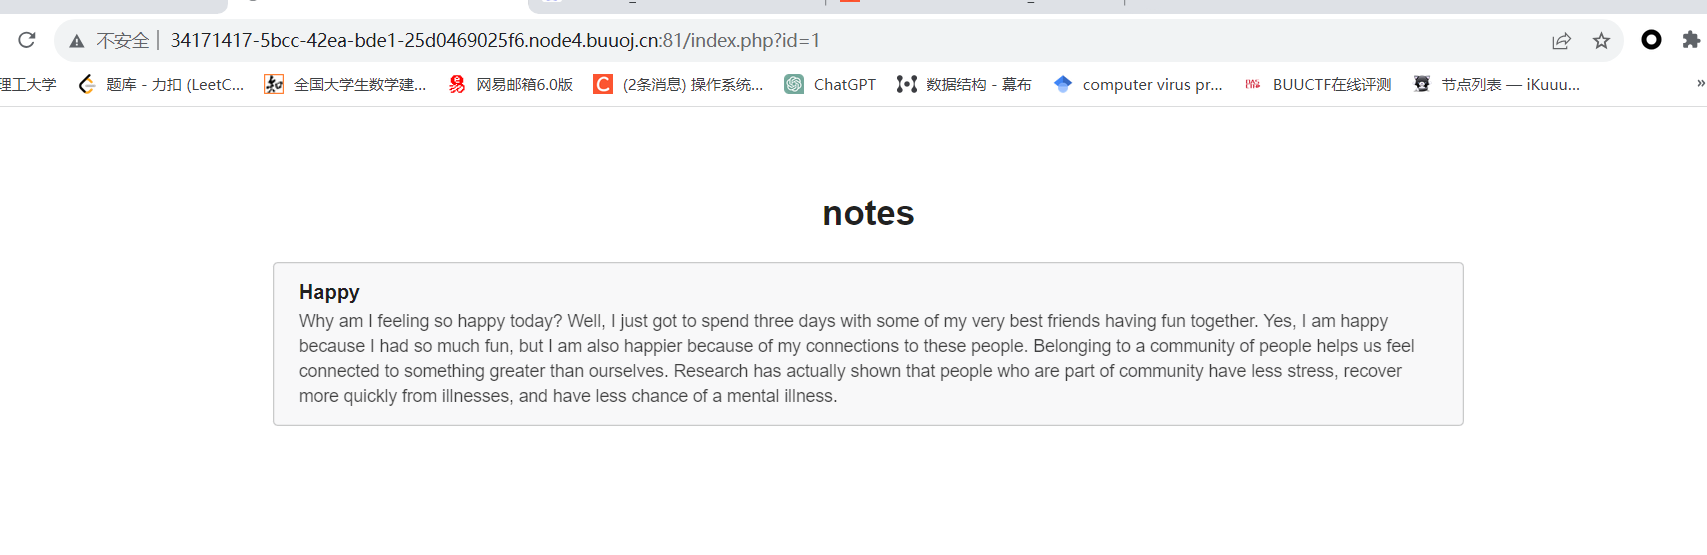 不安全 | 34171417-5bcc-42ea-bde1-25d0469025f6.node4.buuoj.cn:81/index.php?id=1
理工大学 题库 - 力扣 (LeetC... 全国大学生数学建... 网易邮箱6.0版 (2条消息) 操作系统... ChatGPT 数据结构 - 幕布 computer virus pr... BUUCTF在线评测 节点列表 — iKuuu... »
notes
Happy
Why am I feeling so happy today? Well, I just got to spend three days with some of my very best friends having fun together. Yes, I am happy
because I had so much fun, but I am also happier because of my connections to these people. Belonging to a community of people helps us feel
connected to something greater than ourselves. Research has actually shown that people who are part of community have less stress, recover
more quickly from illnesses, and have less chance of a mental illness.